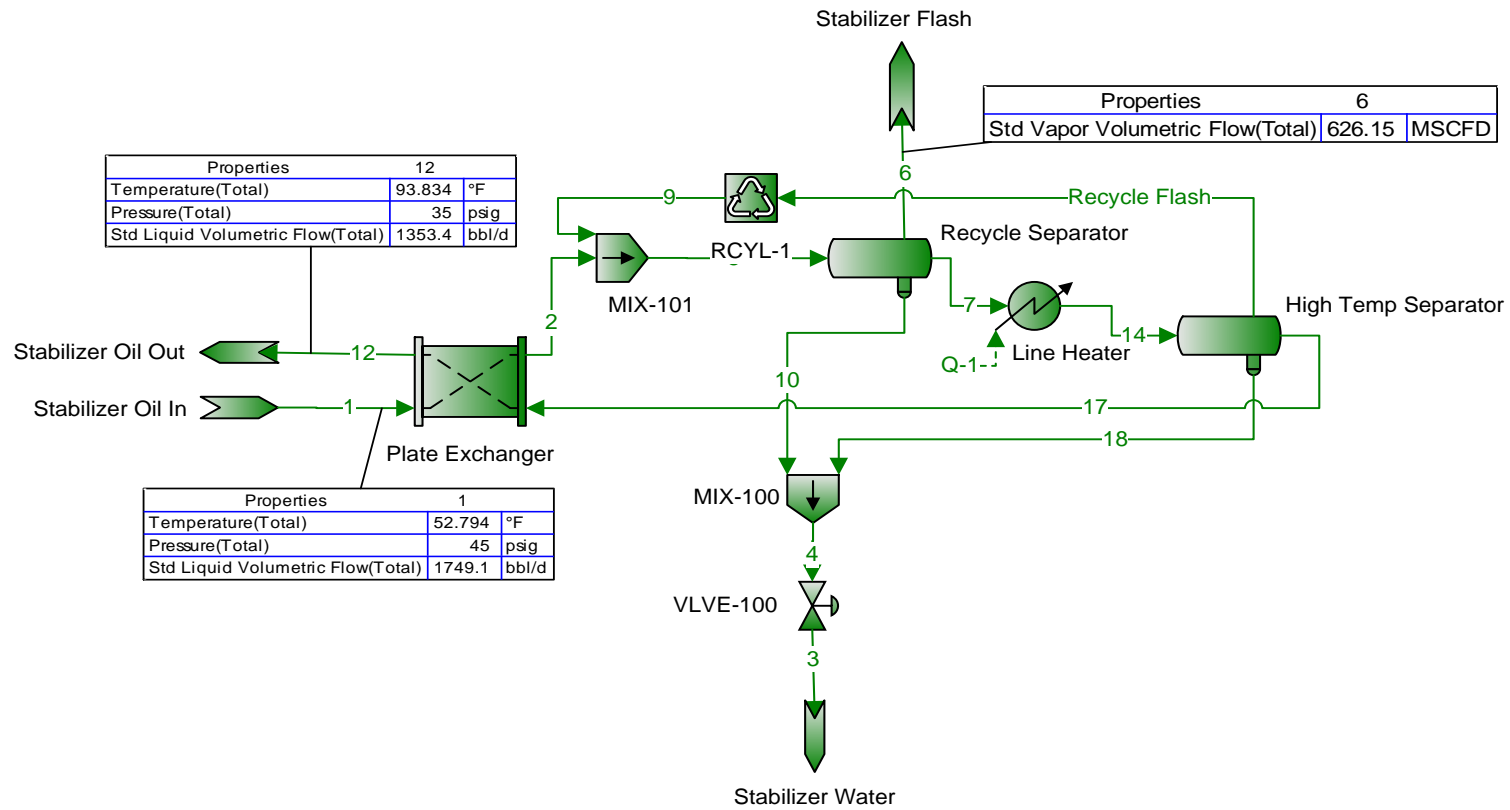 Stabilizer Flash
Properties 6
Std Vapor Volumetric Flow(Total) 626.15 MSCFD
Properties 12
Temperature(Total) 93.834 °F
Pressure(Total) 35 psig
Std Liquid Volumetric Flow(Total) 1353.4 bbl/d
6
9
Recycle Flash
RCYL-1
Recycle Separator
MIX-101
7
High Temp Separator
2
14
Line Heater
Q-1
Stabilizer Oil Out
12
10
Stabilizer Oil In
1
17
Plate Exchanger
18
Properties 1
Temperature(Total) 52.794 °F
Pressure(Total) 45 psig
Std Liquid Volumetric Flow(Total) 1749.1 bbl/d
MIX-100
4
VLVE-100
3
Stabilizer Water